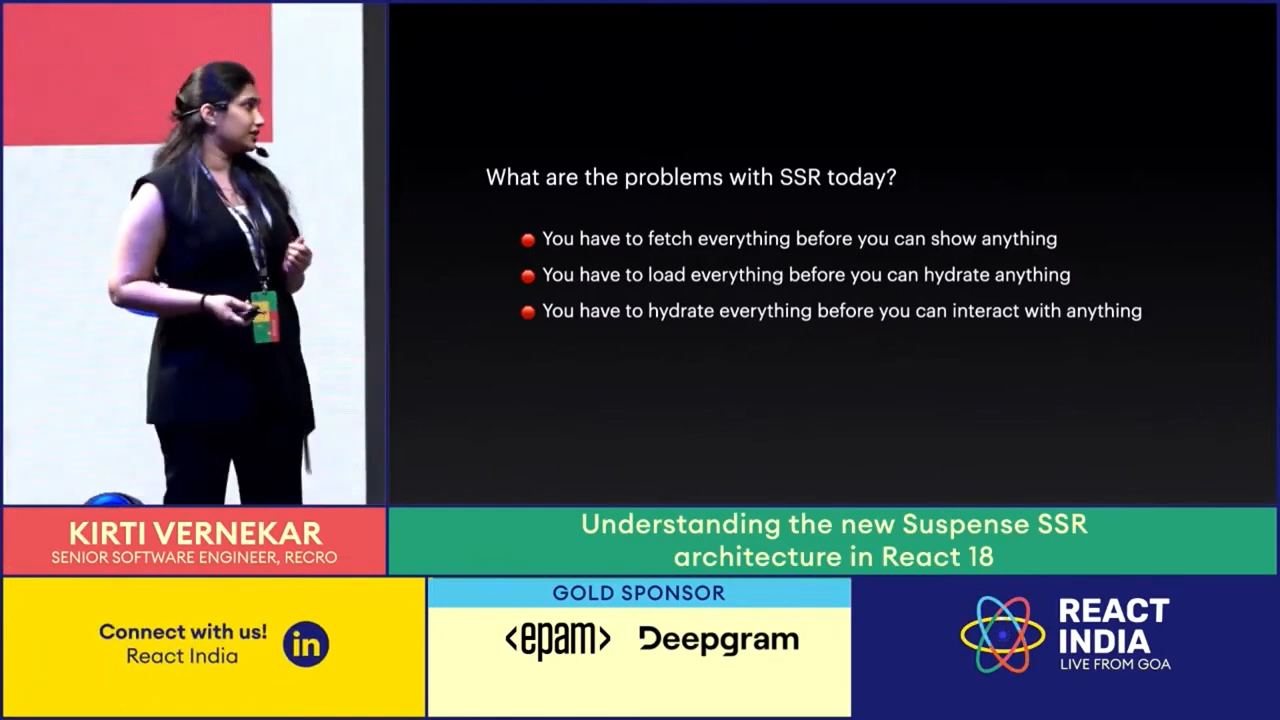 What are the problems with SSR today?
You have to fetch everything before you can show anything
You have to load everything before you can hydrate anything
You have to hydrate everything before you can interact with anything
KIRTI VERNEKAR
SENIOR SOFTWARE ENGINEER, RECRO
Understanding the new Suspense SSR
architecture in React 18
Connect with us!
React India
in
GOLD SPONSOR
<epam>
Deepgram
REACT
INDIA
LIVE FROM GOA